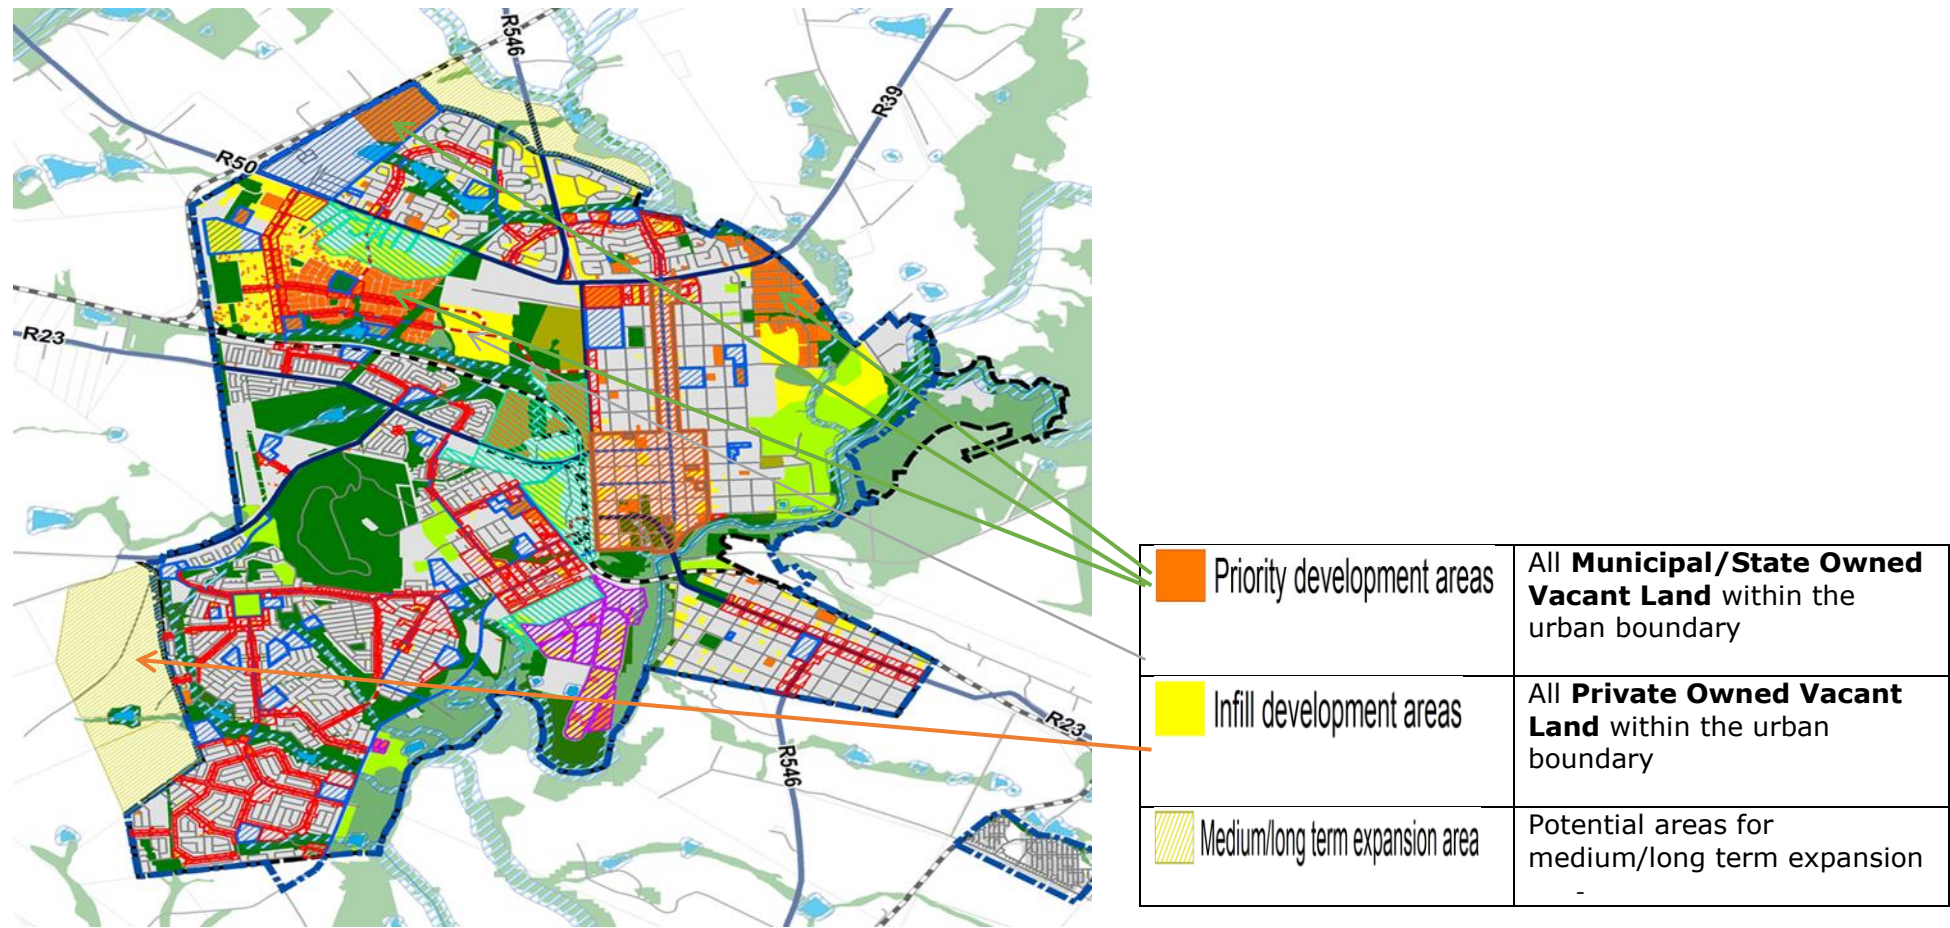 R546
R39
R50
R23
R23
R546
Priority development areas
All Municipal/State Owned
Vacant Land within the
urban boundary
Infill development areas
All Private Owned Vacant
Land within the urban
boundary
Medium/long term expansion area
Potential areas for
medium/long term expansion
-